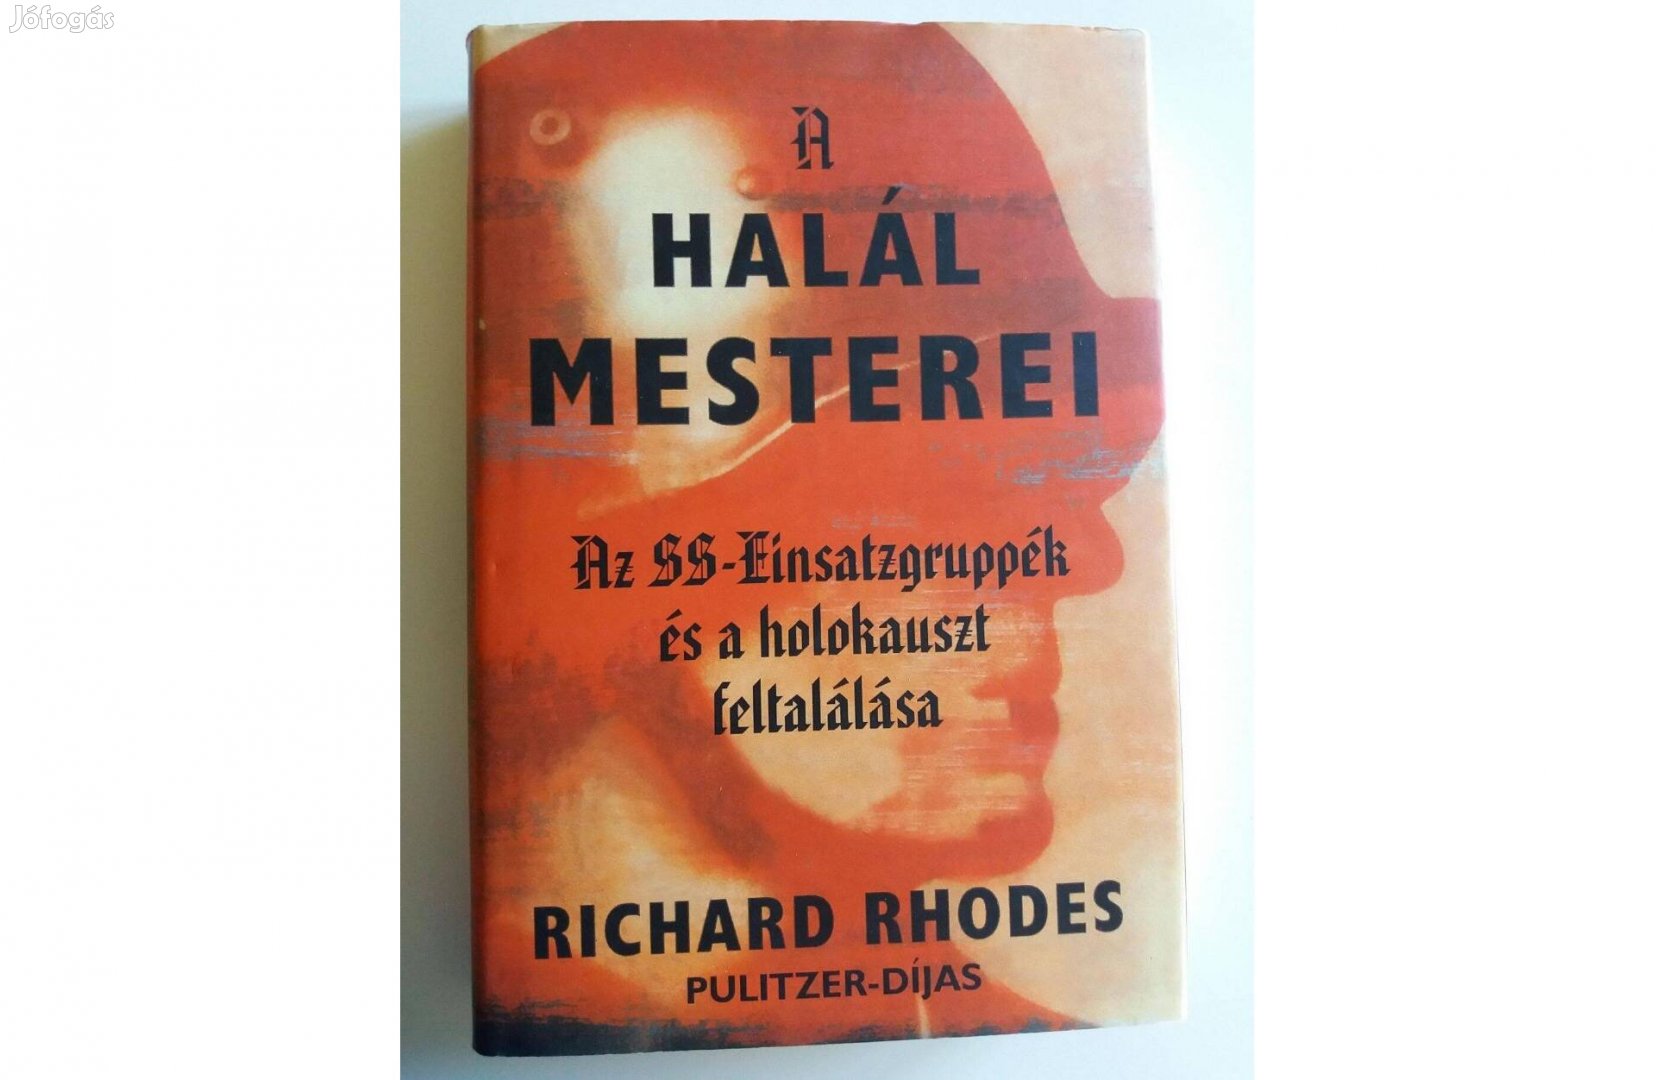 Jófogás
A
HALÁL
MESTEREI
Az SS-Einsatzgruppék
és a holokauszt
feltalálása
RICHARD RHODES
PULITZER-DÍJAS